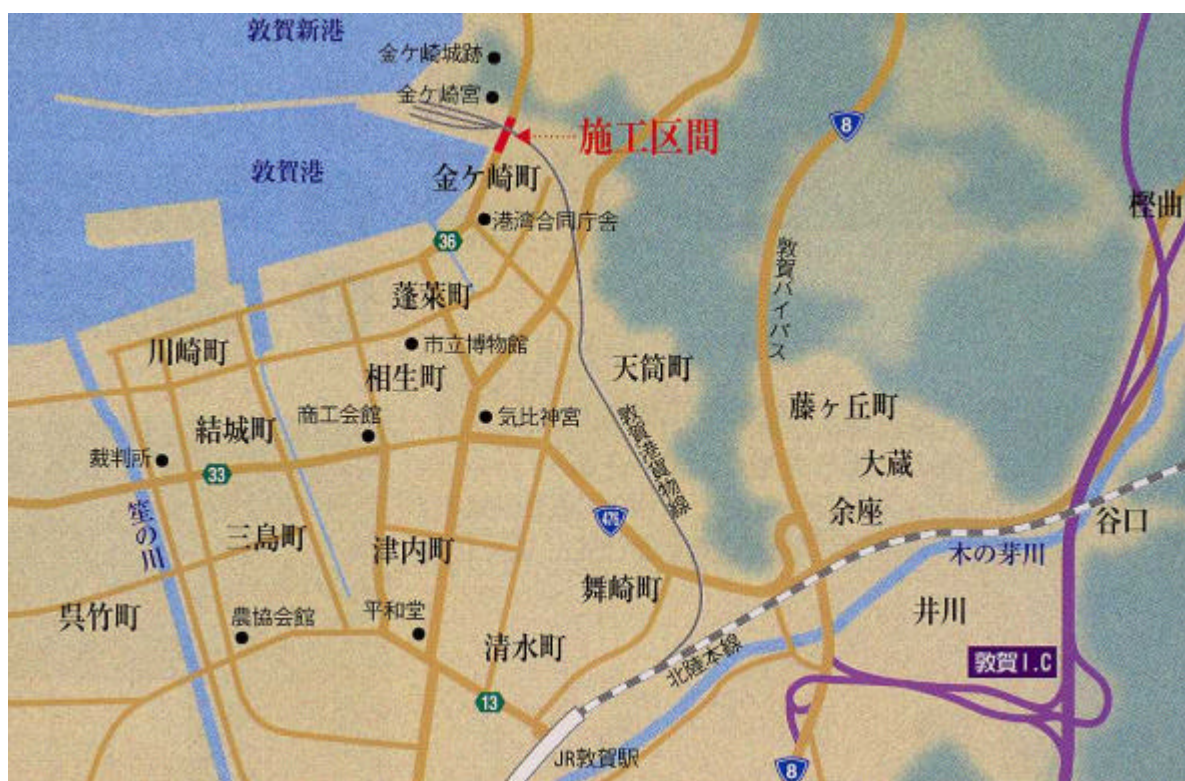 敦賀新港
金ケ崎城跡
金ケ崎宮
8
施工区間
敦賀港
金ケ崎町
樫曲
港湾合同庁舎
36
敦賀バイパス
蓬莱町
川崎町
市立博物館
天筒町
相生町
藤ヶ丘町
商工会館
気比神宮
敦賀港貨物線
結城町
大蔵
裁判所
33
余座
476
谷口
笙の川
三島町
津内町
木の芽川
舞崎町
呉竹町
農協会館
平和堂
井川
清水町
北陸本線
敦賀I.C
13
JR敦賀駅
8